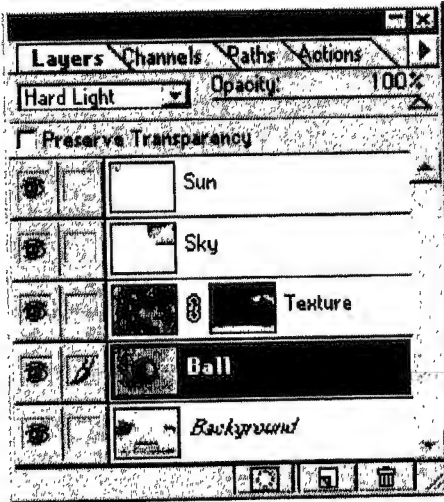 Layers Channels Paths Actions
Hard Light Opacity: 100%
Preserve Transparency
Sun
Sky
Texture
Ball
Background